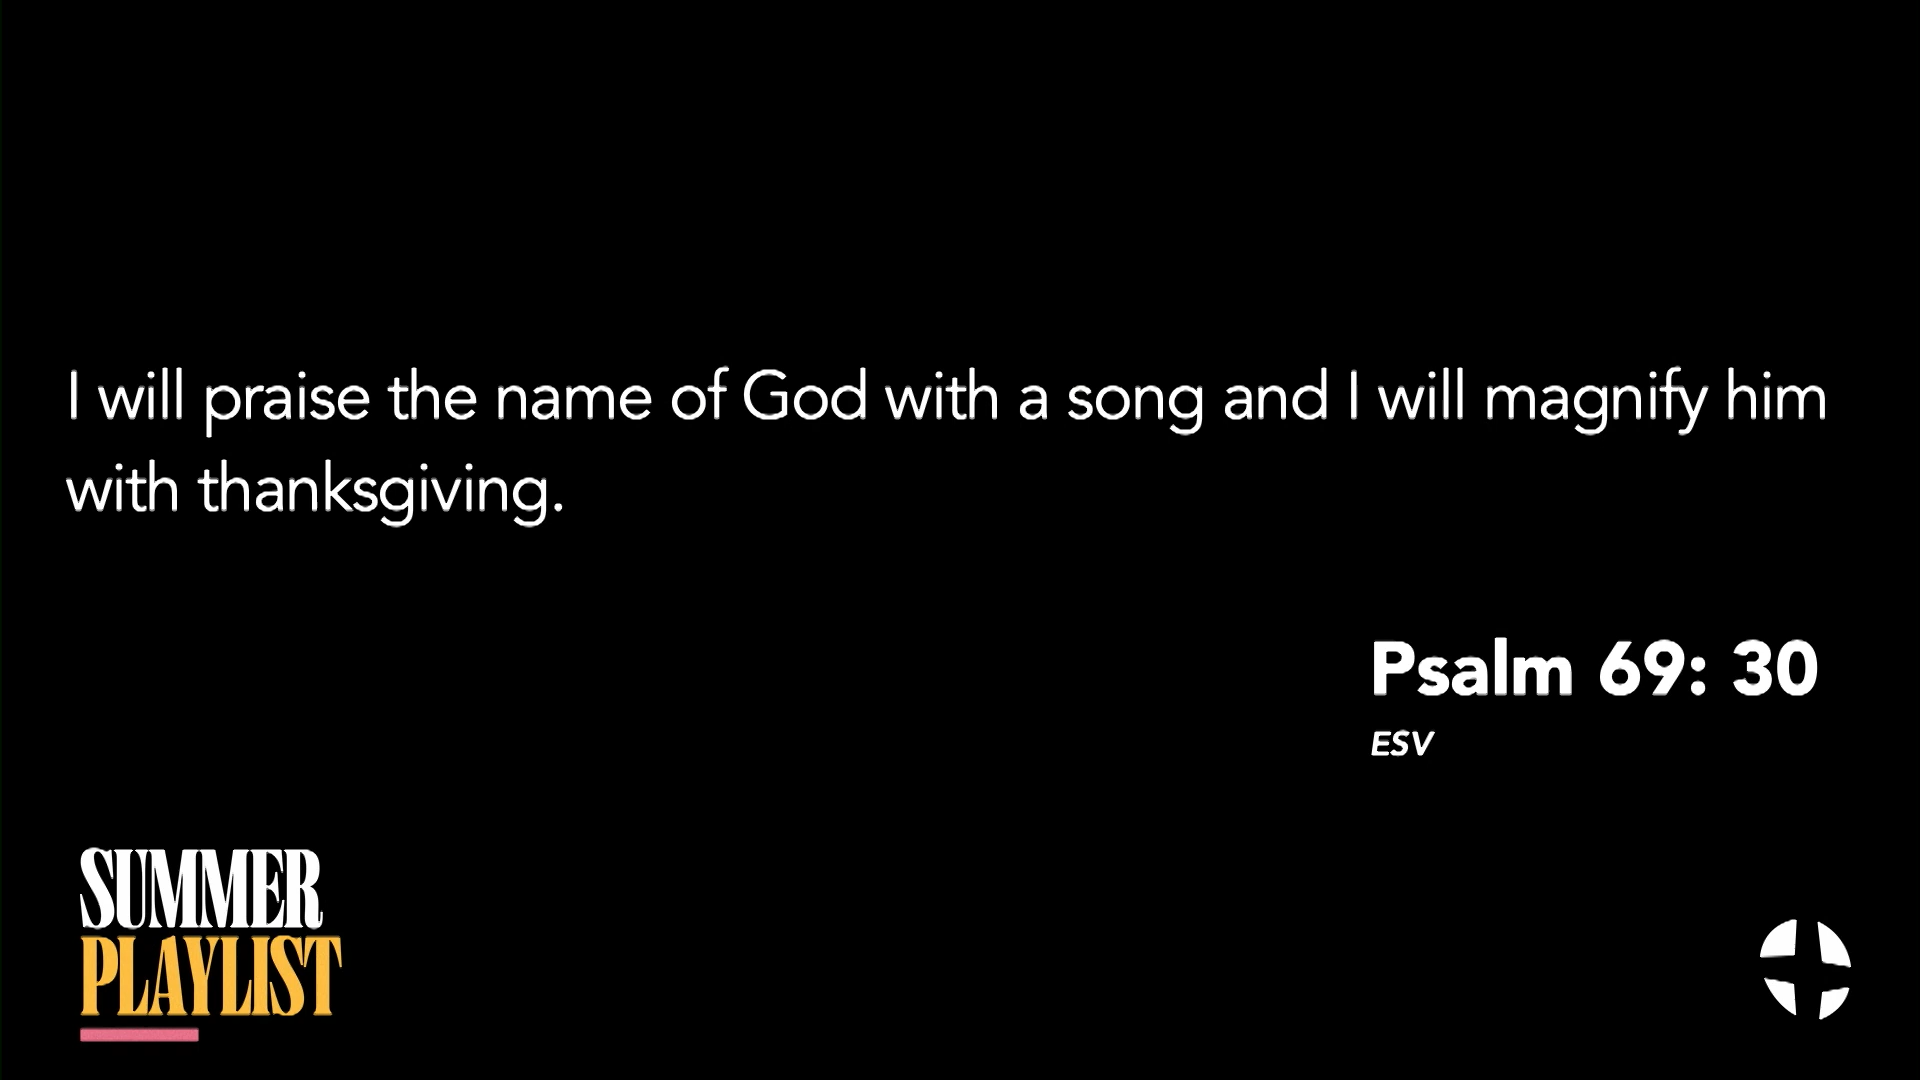 I will praise the name of God with a song and I will magnify him
with thanksgiving.
Psalm 69: 30
ESV
SUMMER
PLAYLIST